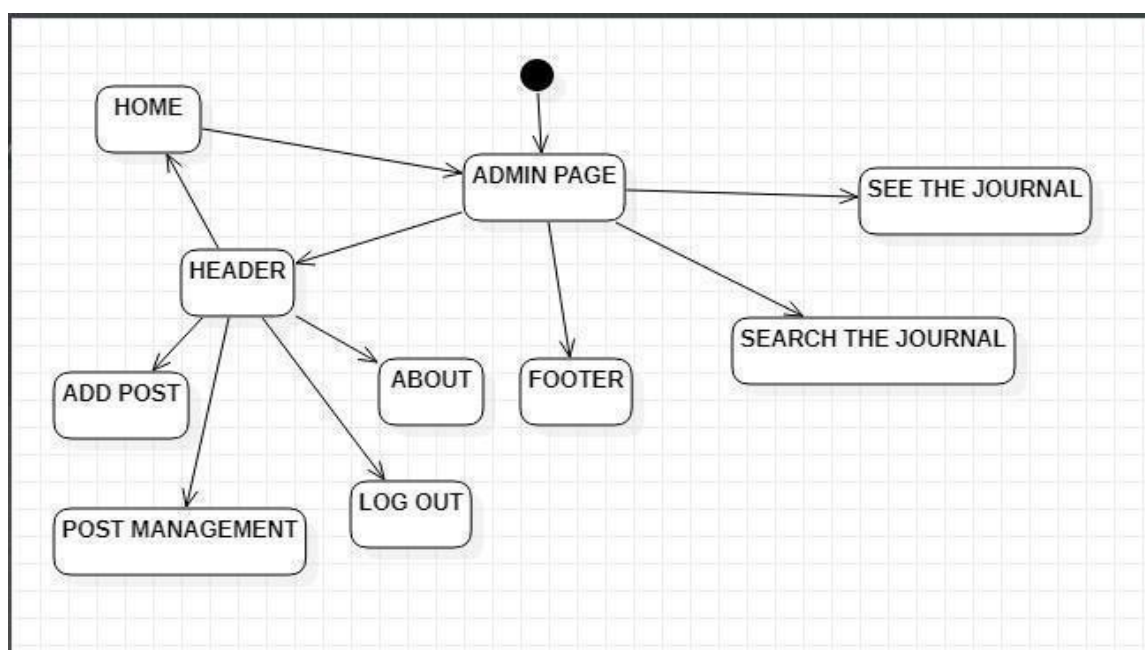 HOME
ADMIN PAGE
SEE THE JOURNAL
HEADER
SEARCH THE JOURNAL
ADD POST
ABOUT
FOOTER
POST MANAGEMENT
LOG OUT